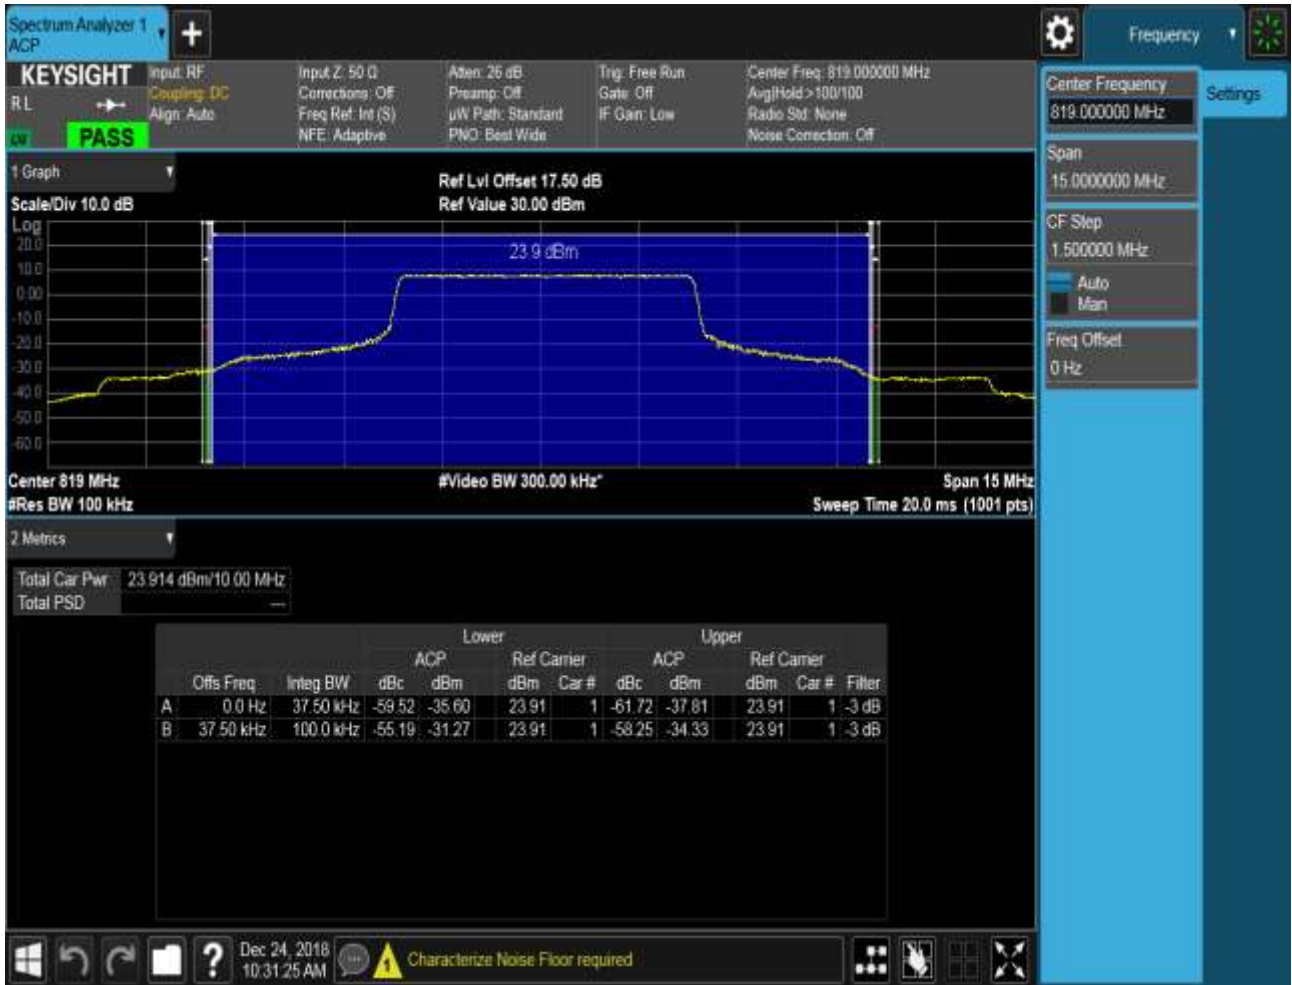 Spectrum Analyzer 1
ACP
Frequency
KEYSIGHT
Input: RF
Coupling: DC
Align: Auto
Input Z: 50 Ω
Corrections: Off
Freq Ref: Int (S)
NFE: Adaptive
Atten: 26 dB
Preamp: Off
µW Path: Standard
PNO: Best Wide
Trig: Free Run
Gate: Off
IF Gain: Low
Center Freq: 819.000000 MHz
Avg|Hold:>100/100
Radio Std: None
Noise Correction: Off
RL
LW
PASS
Center Frequency
819.000000 MHz
Settings
Span
15.0000000 MHz
CF Step
1.500000 MHz
Auto
Man
Freq Offset
0 Hz
1 Graph
Scale/Div 10.0 dB
Ref Lvl Offset 17.50 dB
Ref Value 30.00 dBm
Log
20.0
10.0
0.00
-10.0
-20.0
-30.0
-40.0
-50.0
-60.0
23.9 dBm
Center 819 MHz
#Video BW 300.00 kHz*
Span 15 MHz
#Res BW 100 kHz
Sweep Time 20.0 ms (1001 pts)
2 Metrics
Total Car Pwr 23.914 dBm/10.00 MHz
Total PSD ---
Lower Upper
ACP Ref Carrier ACP Ref Carrier
Offs Freq Integ BW dBc dBm dBm Car # dBc dBm dBm Car # Filter
A 0.0 Hz 37.50 kHz -59.52 -35.60 23.91 1 -61.72 -37.81 23.91 1 -3 dB
B 37.50 kHz 100.0 kHz -55.19 -31.27 23.91 1 -58.25 -34.33 23.91 1 -3 dB
Dec 24, 2018
10:31:25 AM
1
Characterize Noise Floor required